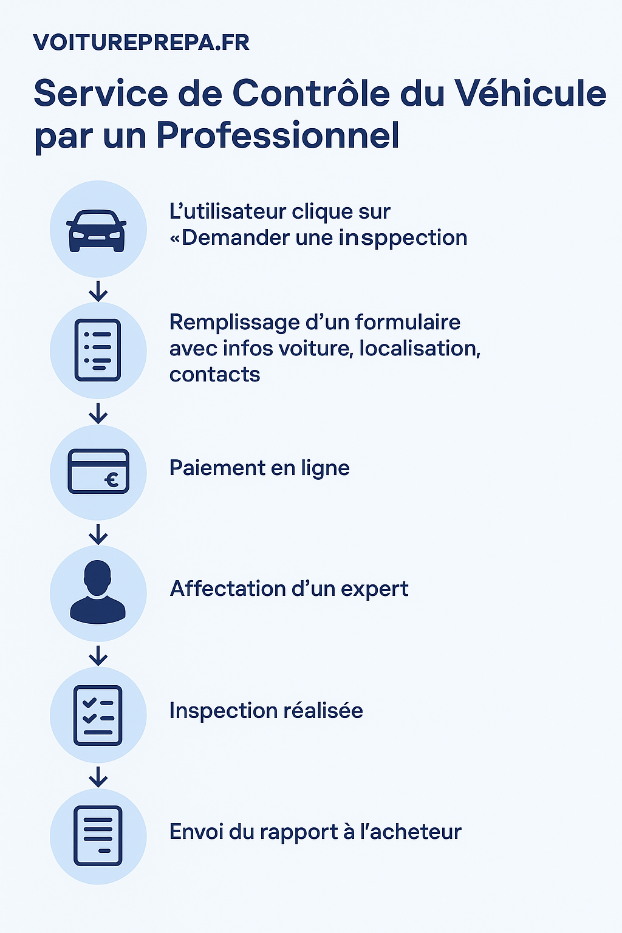 VOITUREPREPA.FR
Service de Contrôle du Véhicule
par un Professionnel
L’utilisateur clique sur
«Demander une insppection
Remplissage d’un formulaire
avec infos voiture, localisation,
contacts
€
Paiement en ligne
Affectation d’un expert
Inspection réalisée
Envoi du rapport à l’acheteur